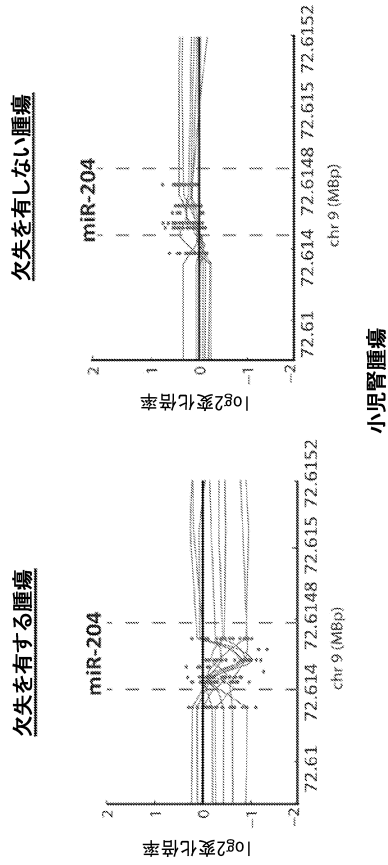 欠失を有する腫瘍
miR-204
log2変化倍率
2
1
0
−1
−2
72.61
72.614
72.6148
72.615
72.6152
chr 9 (MBp)
欠失を有しない腫瘍
miR-204
log2変化倍率
2
1
0
−1
−2
72.61
72.614
72.6148
72.615
72.6152
chr 9 (MBp)
小児腎腫瘍